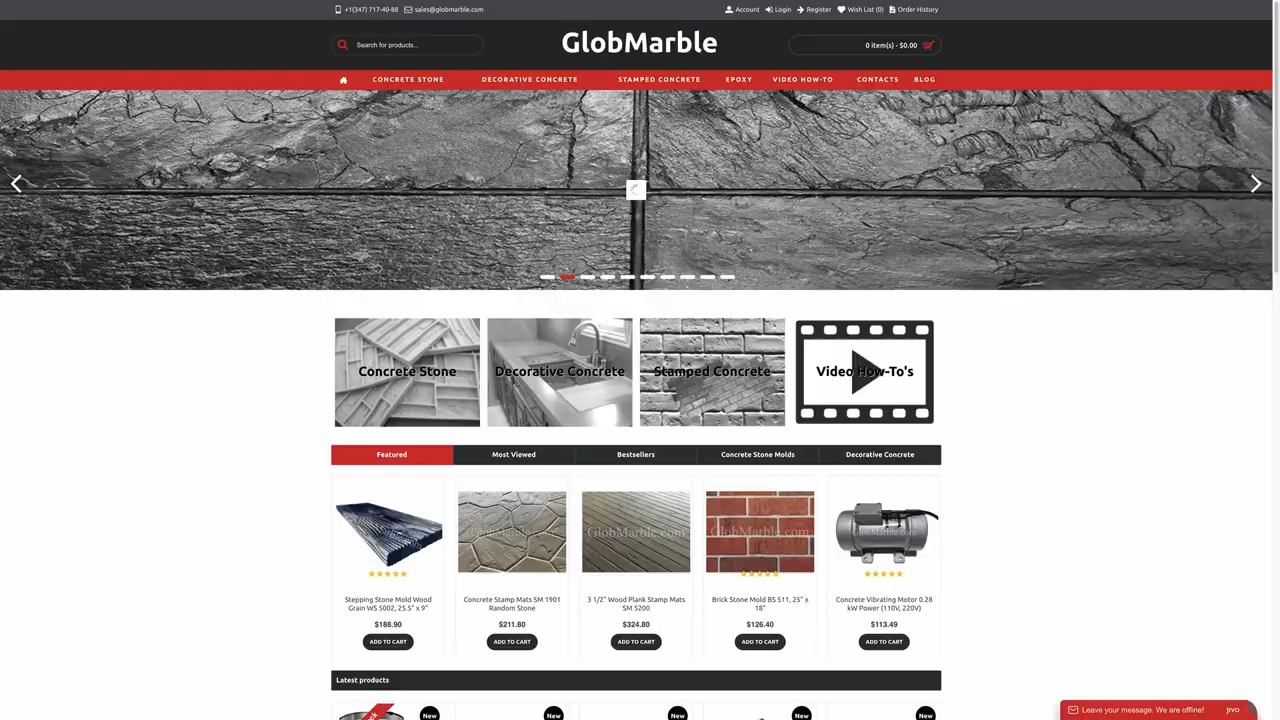 +1(347) 717-40-88 sales@globmarble.com Account Login Register Wish List (0) Order History
Search for products...
GlobMarble
0 item(s) - $0.00
CONCRETE STONE DECORATIVE CONCRETE STAMPED CONCRETE EPOXY VIDEO HOW-TO CONTACTS BLOG
Concrete Stone Decorative Concrete Stamped Concrete Video How-To's
Featured Most Viewed Bestsellers Concrete Stone Molds Decorative Concrete
GlobMarble.com GlobMarble.com GlobMarble.com
Stepping Stone Mold Wood
Grain WS 5002, 25.5" x 9"
$188.90
ADD TO CART
Concrete Stamp Mats SM 1901
Random Stone
$211.80
ADD TO CART
3 1/2" Wood Plank Stamp Mats
SM 5200
$324.80
ADD TO CART
Brick Stone Mold BS 511, 25" x
18"
$126.40
ADD TO CART
Concrete Vibrating Motor 0.28
kW Power (110V, 220V)
$113.49
ADD TO CART
Latest products
New New New New New
Leave your message. We are offline! jivo